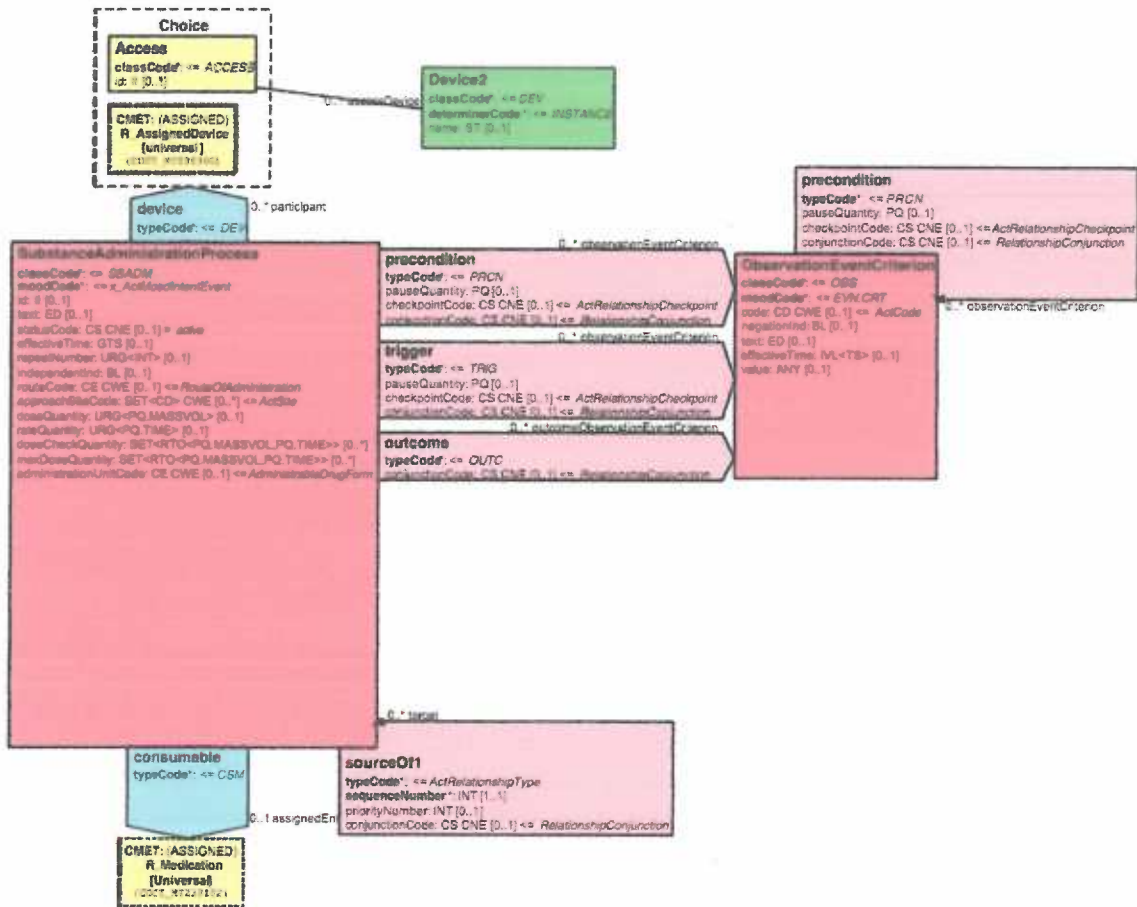 Choice
Access
classCode*: <= ACCESS
id: II [0..1]
CMET: (ASSIGNED)
R_AssignedDevice
[universal]
0..*
Device2
classCode*: <= DEV
determinerCode*: <= INSTANCE
name: ST [0..1]
device
typeCode*: <= DEV
0..* participant
SubstanceAdministrationProcess
classCode*: <= SBADM
moodCode*: <= x_ActMoodIntentEvent
id: II [0..1]
text: ED [0..1]
statusCode: CS CNE [0..1] = active
effectiveTime: GTS [0..1]
repeatNumber: URG<INT> [0..1]
independentInd: BL [0..1]
routeCode: CE CWE [0..1] <= RouteOfAdministration
approachSiteCode: SET<CD> CWE [0..*] <= ActSite
doseQuantity: URG<PQ.MASSVOL> [0..1]
rateQuantity: URG<PQ.TIME> [0..1]
doseCheckQuantity: SET<RTO<PQ.MASSVOL,PQ.TIME>> [0..*]
maxDoseQuantity: SET<RTO<PQ.MASSVOL,PQ.TIME>> [0..*]
administrationUnitCode: CE CWE [0..1] <= AdministrableDrugForm
0..* observationEventCriterion
precondition
typeCode*: <= PRCN
pauseQuantity: PQ [0..1]
checkpointCode: CS CNE [0..1] <= ActRelationshipCheckpoint
conjunctionCode: CS CNE [0..1] <= RelationshipConjunction
0..* observationEventCriterion
trigger
typeCode*: <= TRIG
pauseQuantity: PQ [0..1]
checkpointCode: CS CNE [0..1] <= ActRelationshipCheckpoint
conjunctionCode: CS CNE [0..1] <= RelationshipConjunction
0..* outcomeObservationEventCriterion
outcome
typeCode*: <= OUTC
conjunctionCode: CS CNE [0..1] <= RelationshipConjunction
precondition
typeCode*: <= PRCN
pauseQuantity: PQ [0..1]
checkpointCode: CS CNE [0..1] <= ActRelationshipCheckpoint
conjunctionCode: CS CNE [0..1] <= RelationshipConjunction
ObservationEventCriterion
classCode*: <= OBS
moodCode*: <= EVN.CRT
code: CD CWE [0..1] <= ActCode
negationInd: BL [0..1]
text: ED [0..1]
effectiveTime: IVL<TS> [0..1]
value: ANY [0..1]
0..* observationEventCriterion
0..* target
sourceOf1
typeCode*: <= ActRelationshipType
sequenceNumber*: INT [1..1]
priorityNumber: INT [0..1]
conjunctionCode: CS CNE [0..1] <= RelationshipConjunction
consumable
typeCode*: <= CSM
0..1 assignedEn
CMET: (ASSIGNED)
R_Medication
[Universal]